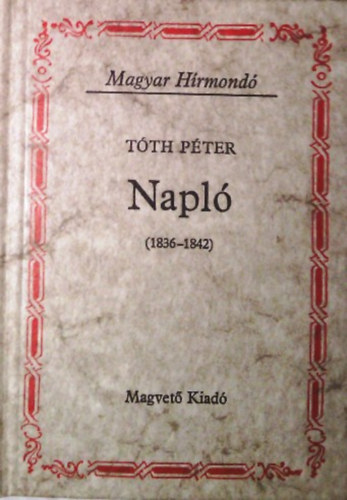 Magyar Hírmondó
TÓTH PÉTER
Napló
(1836–1842)
Magvető Kiadó